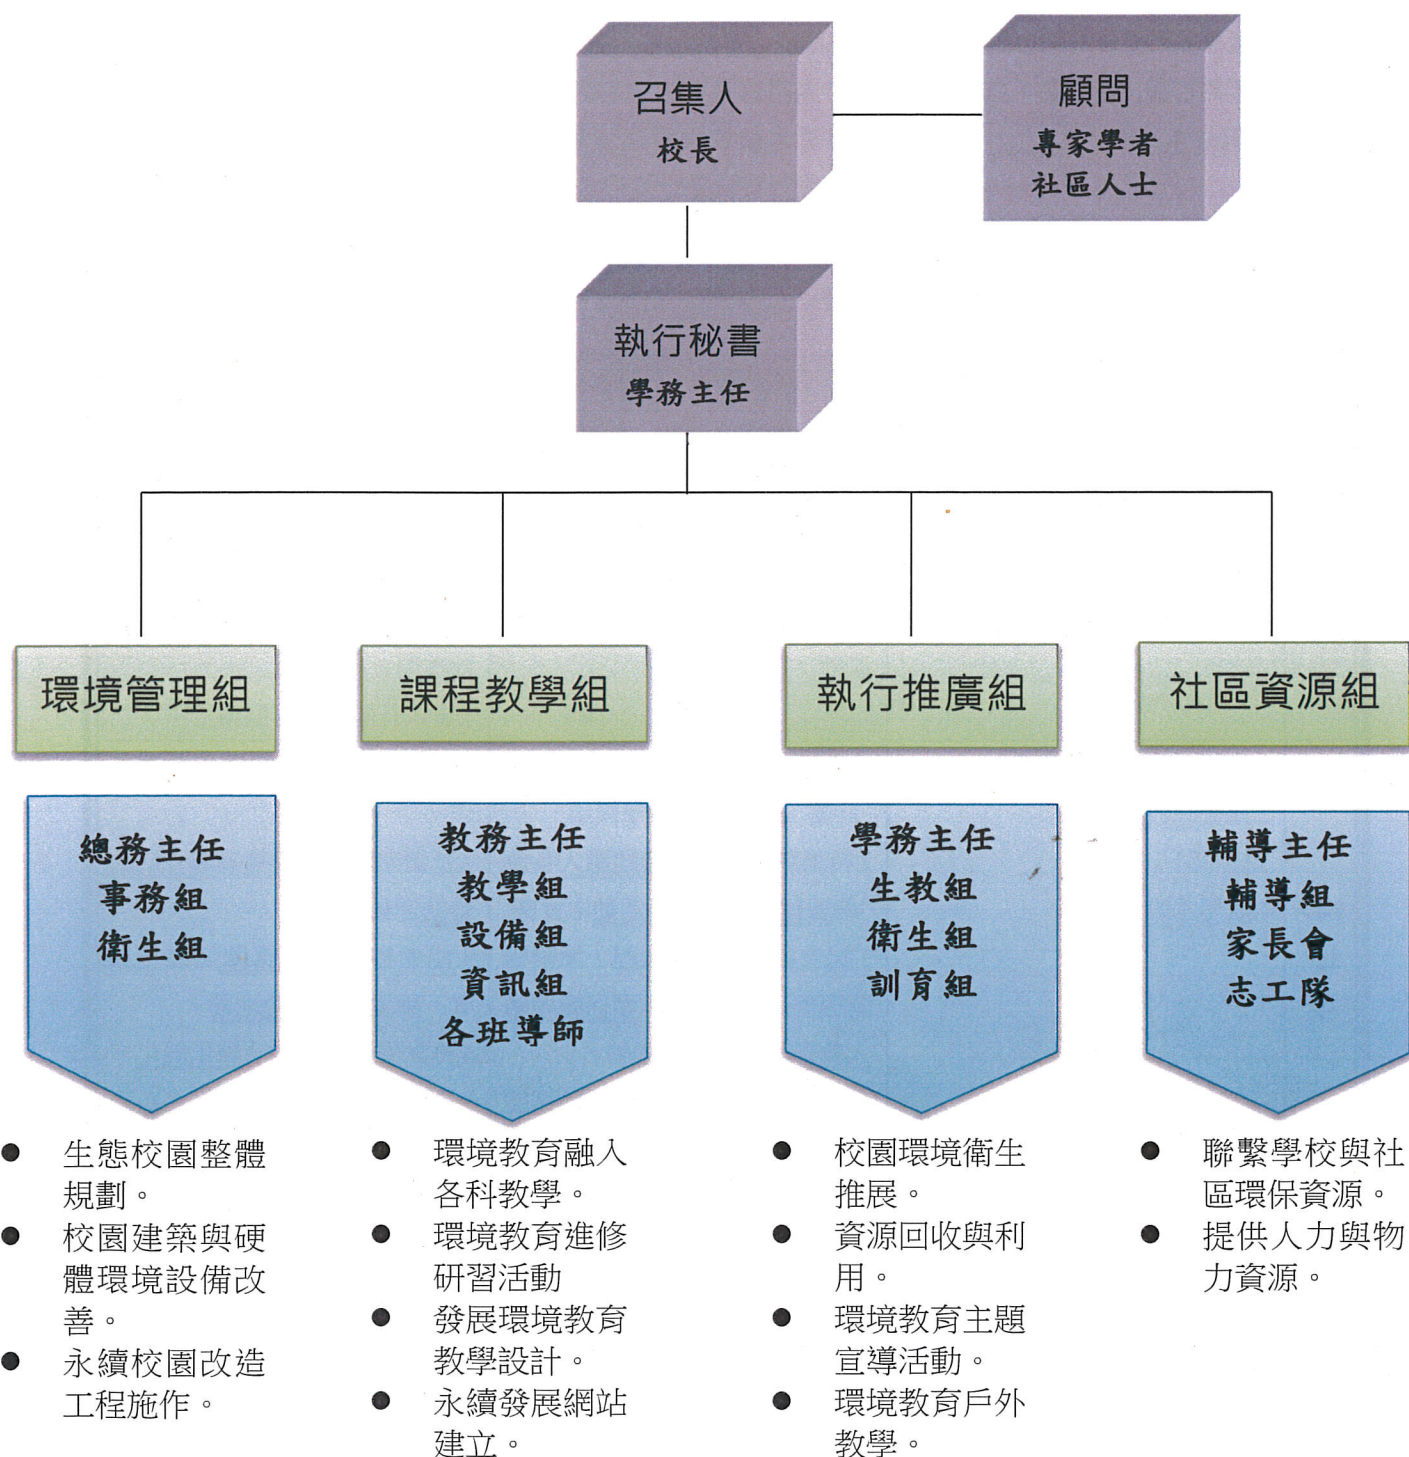 召集人
校長
顧問
專家學者
社區人士
執行秘書
學務主任
環境管理組
課程教學組
執行推廣組
社區資源組
總務主任
事務組
衛生組
教務主任
教學組
設備組
資訊組
各班導師
學務主任
生教組
衛生組
訓育組
輔導主任
輔導組
家長會
志工隊
● 生態校園整體
規劃。
● 校園建築與硬
體環境設備改
善。
● 永續校園改造
工程施作。
● 環境教育融入
各科教學。
● 環境教育進修
研習活動
● 發展環境教育
教學設計。
● 永續發展網站
建立。
● 校園環境衛生
推展。
● 資源回收與利
用。
● 環境教育主題
宣導活動。
● 環境教育戶外
教學。
● 聯繫學校與社
區環保資源。
● 提供人力與物
力資源。